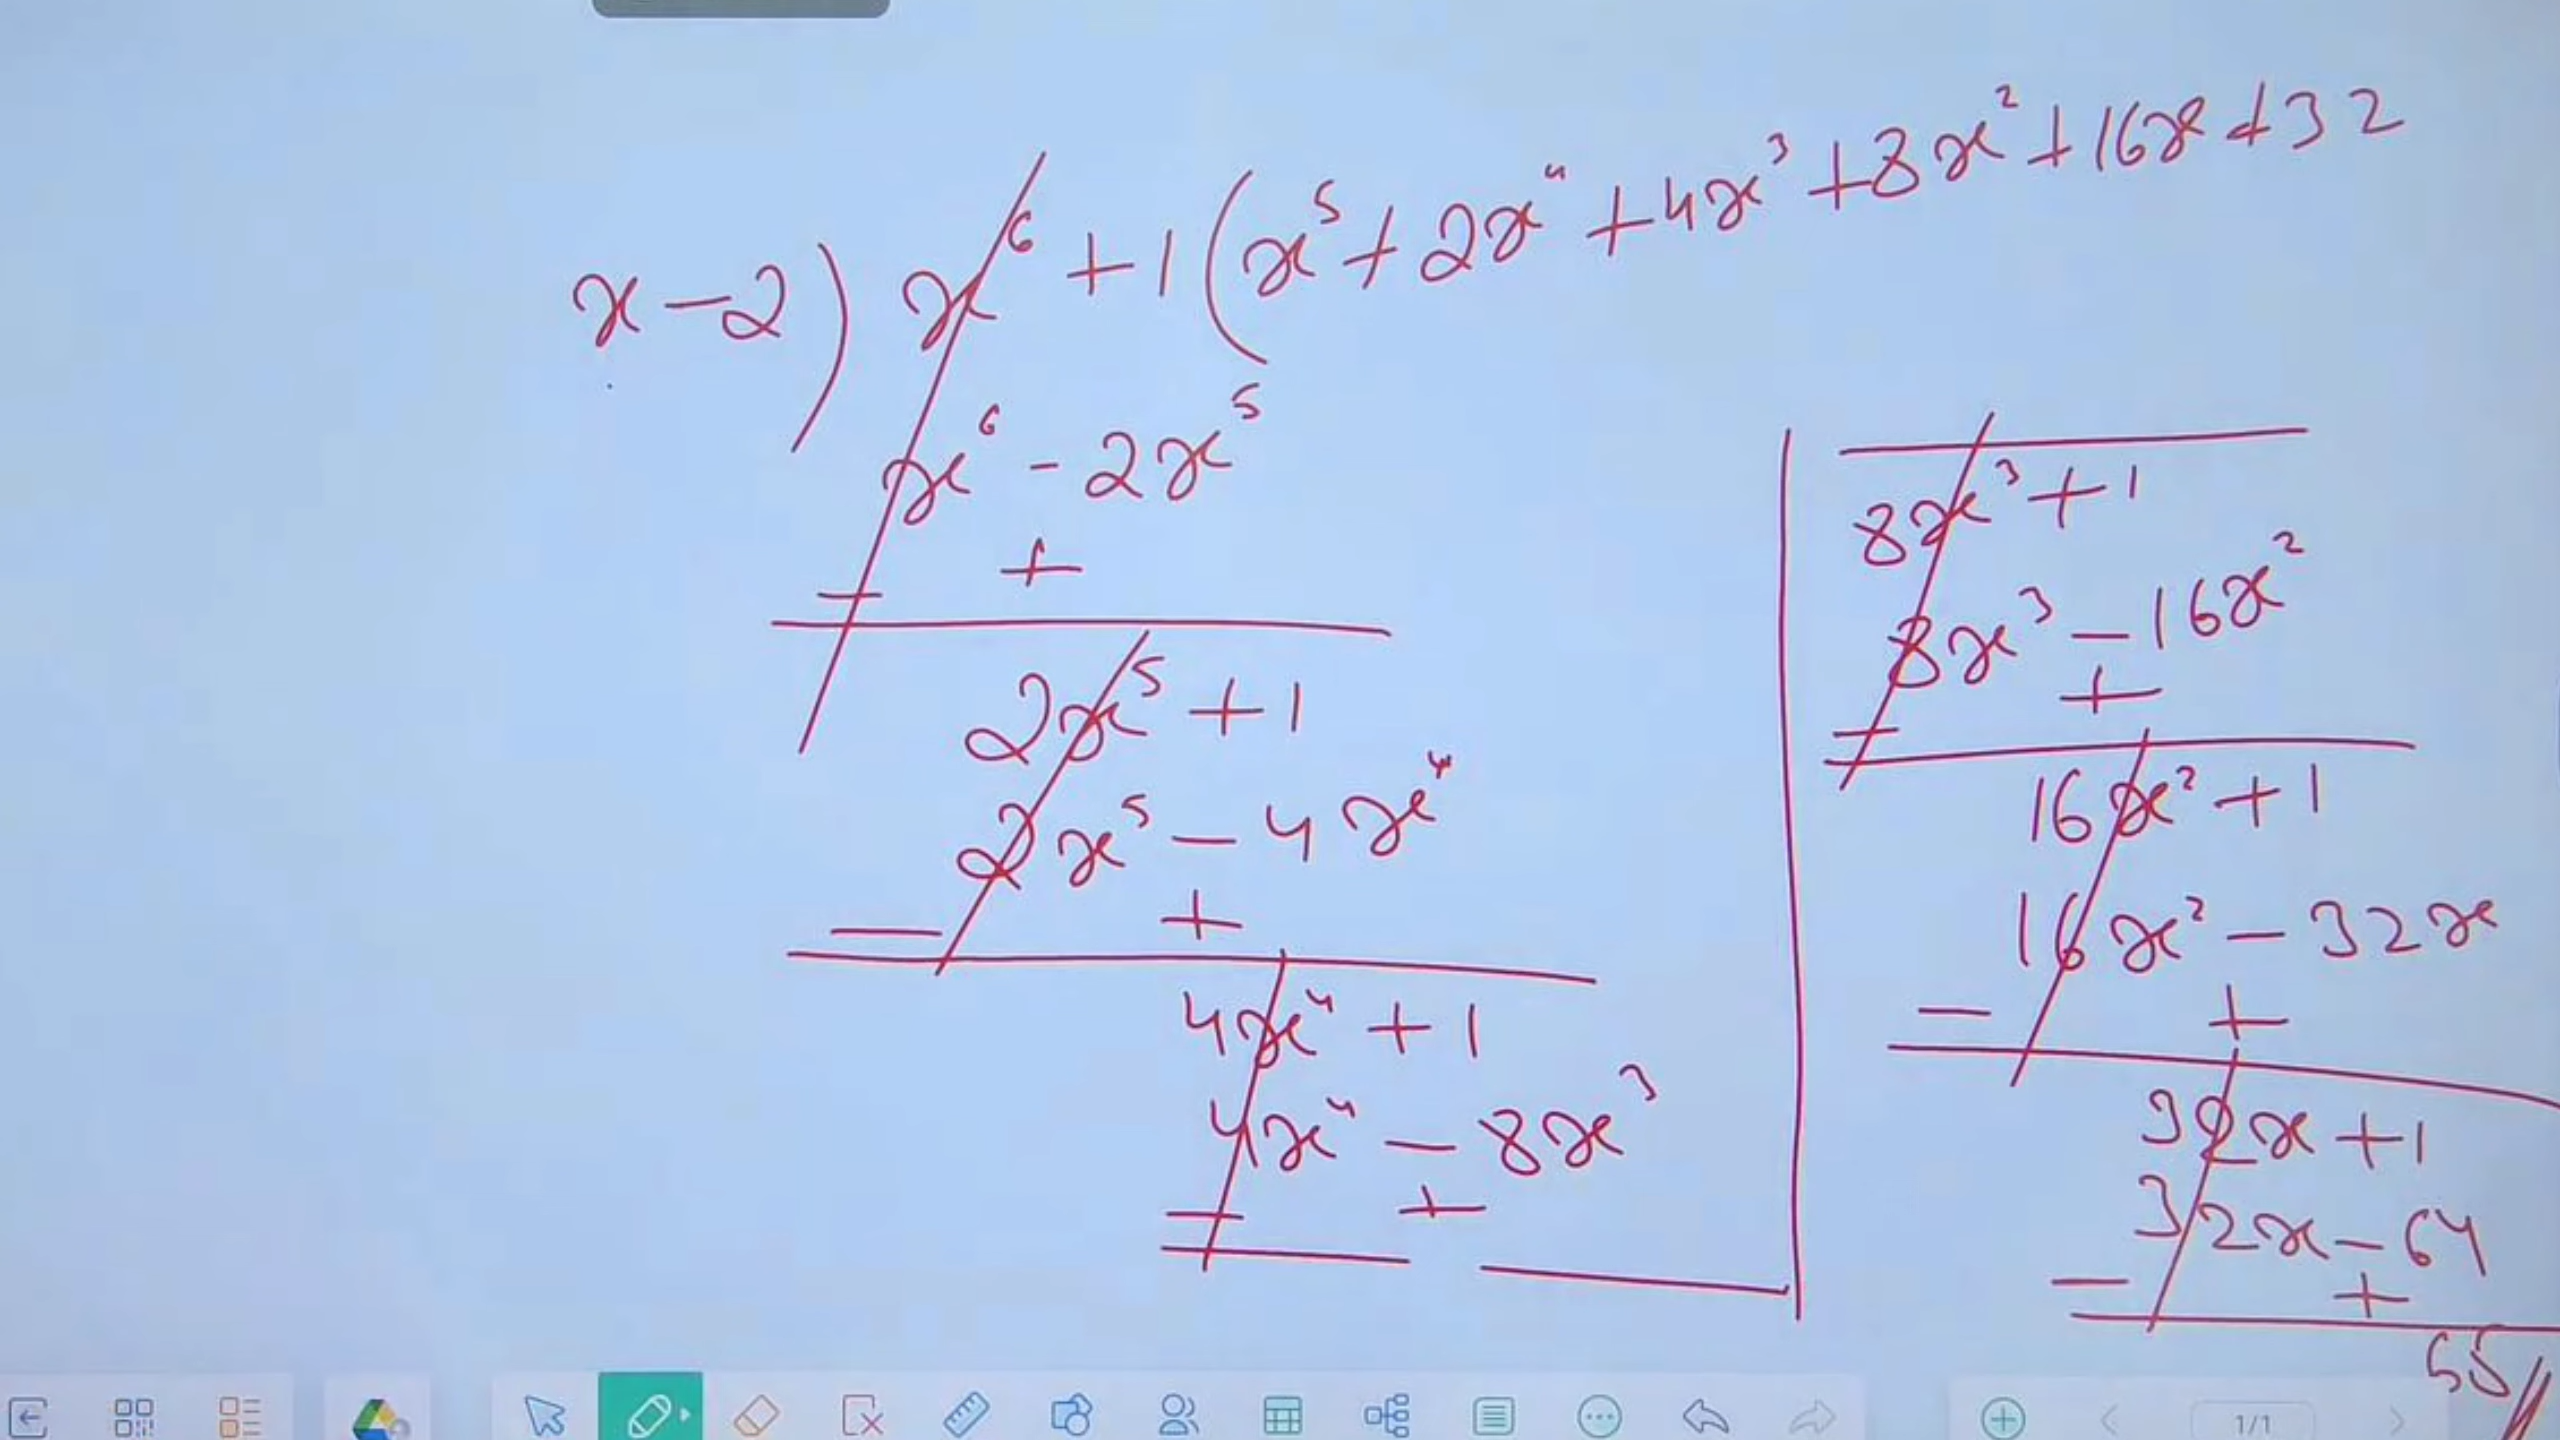 x - 2 ) x⁶ + 1 ( x⁵ + 2x⁴ + 4x³ + 8x² + 16x + 32
x⁶ - 2x⁵
- +
2x⁵ + 1
2x⁵ - 4x⁴
- +
4x⁴ + 1
4x⁴ - 8x³
- +
8x³ + 1
8x³ - 16x²
- +
16x² + 1
16x² - 32x
- +
32x + 1
32x - 64
- +
65
1/1